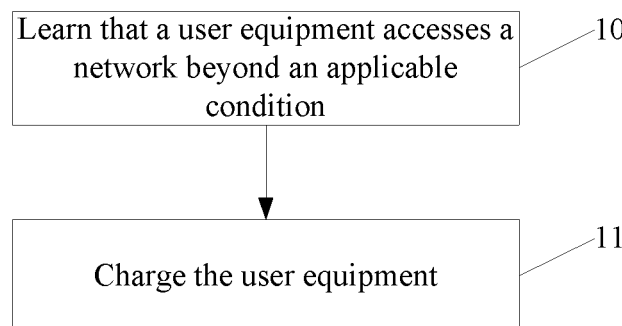 Learn that a user equipment accesses a
network beyond an applicable
condition
10
Charge the user equipment
11